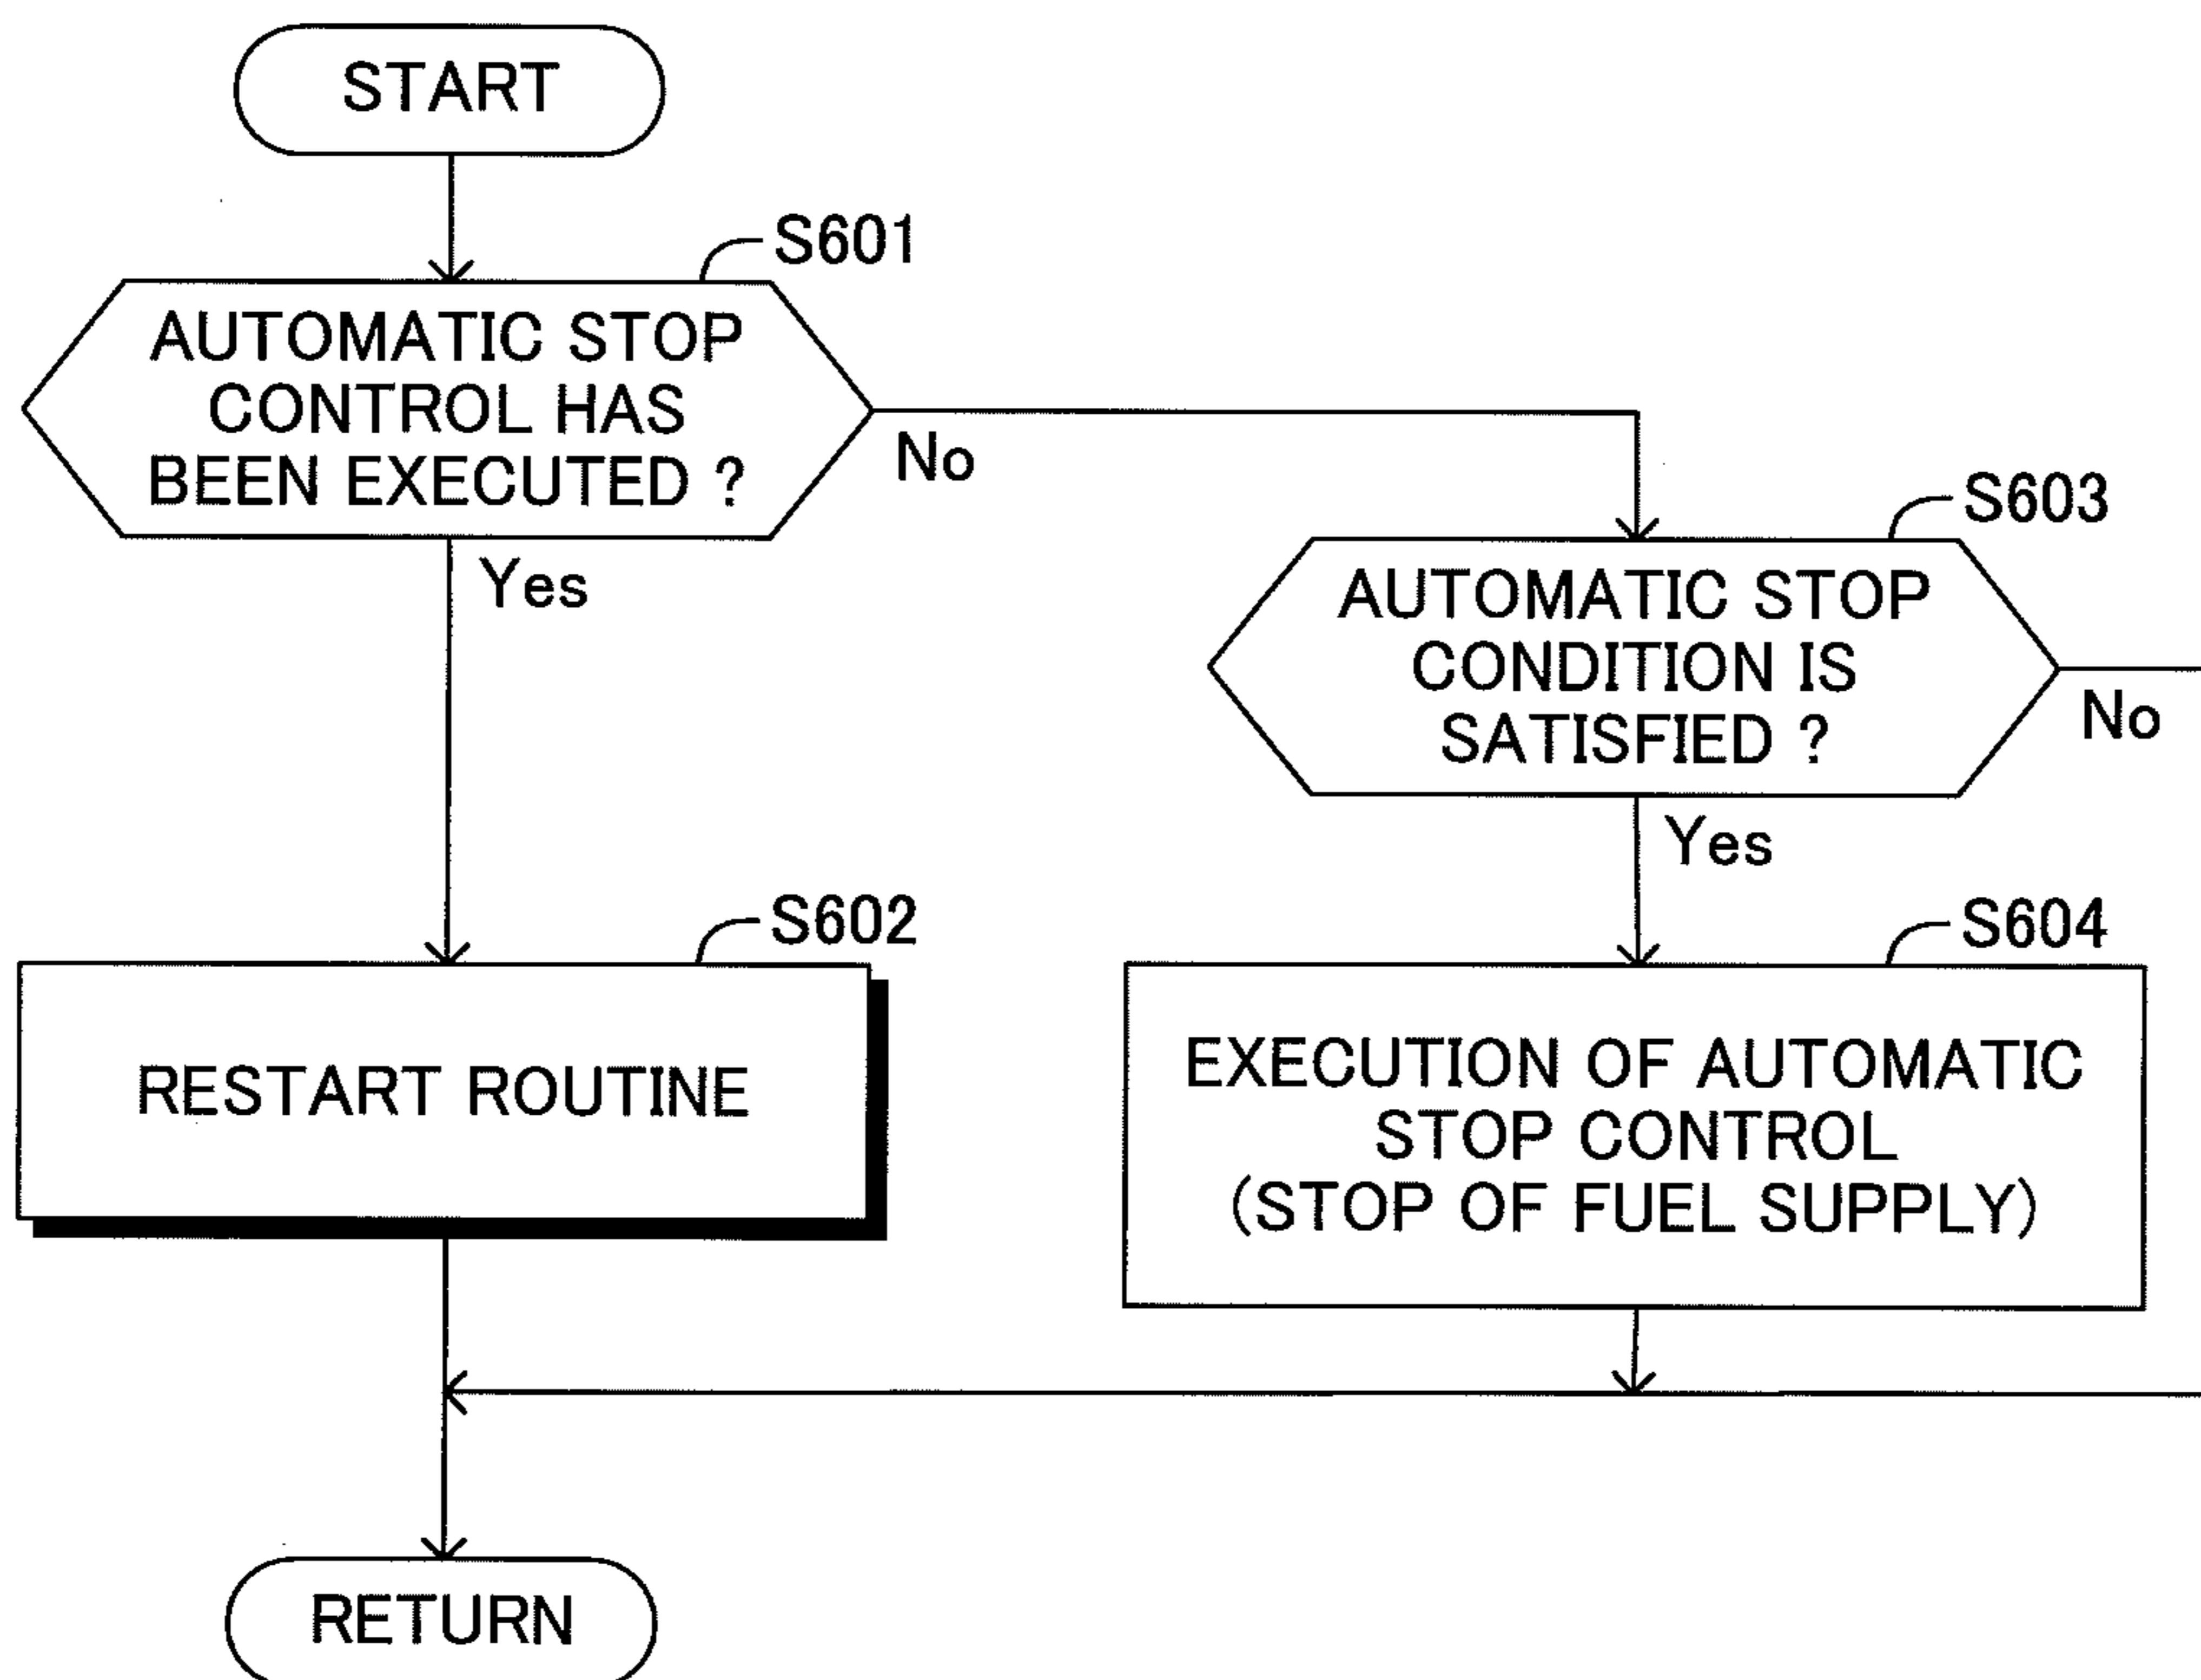 START
S601
AUTOMATIC STOP
CONTROL HAS
BEEN EXECUTED ?
No
Yes
S603
AUTOMATIC STOP
CONDITION IS
SATISFIED ?
No
Yes
S602
RESTART ROUTINE
S604
EXECUTION OF AUTOMATIC
STOP CONTROL
(STOP OF FUEL SUPPLY)
RETURN